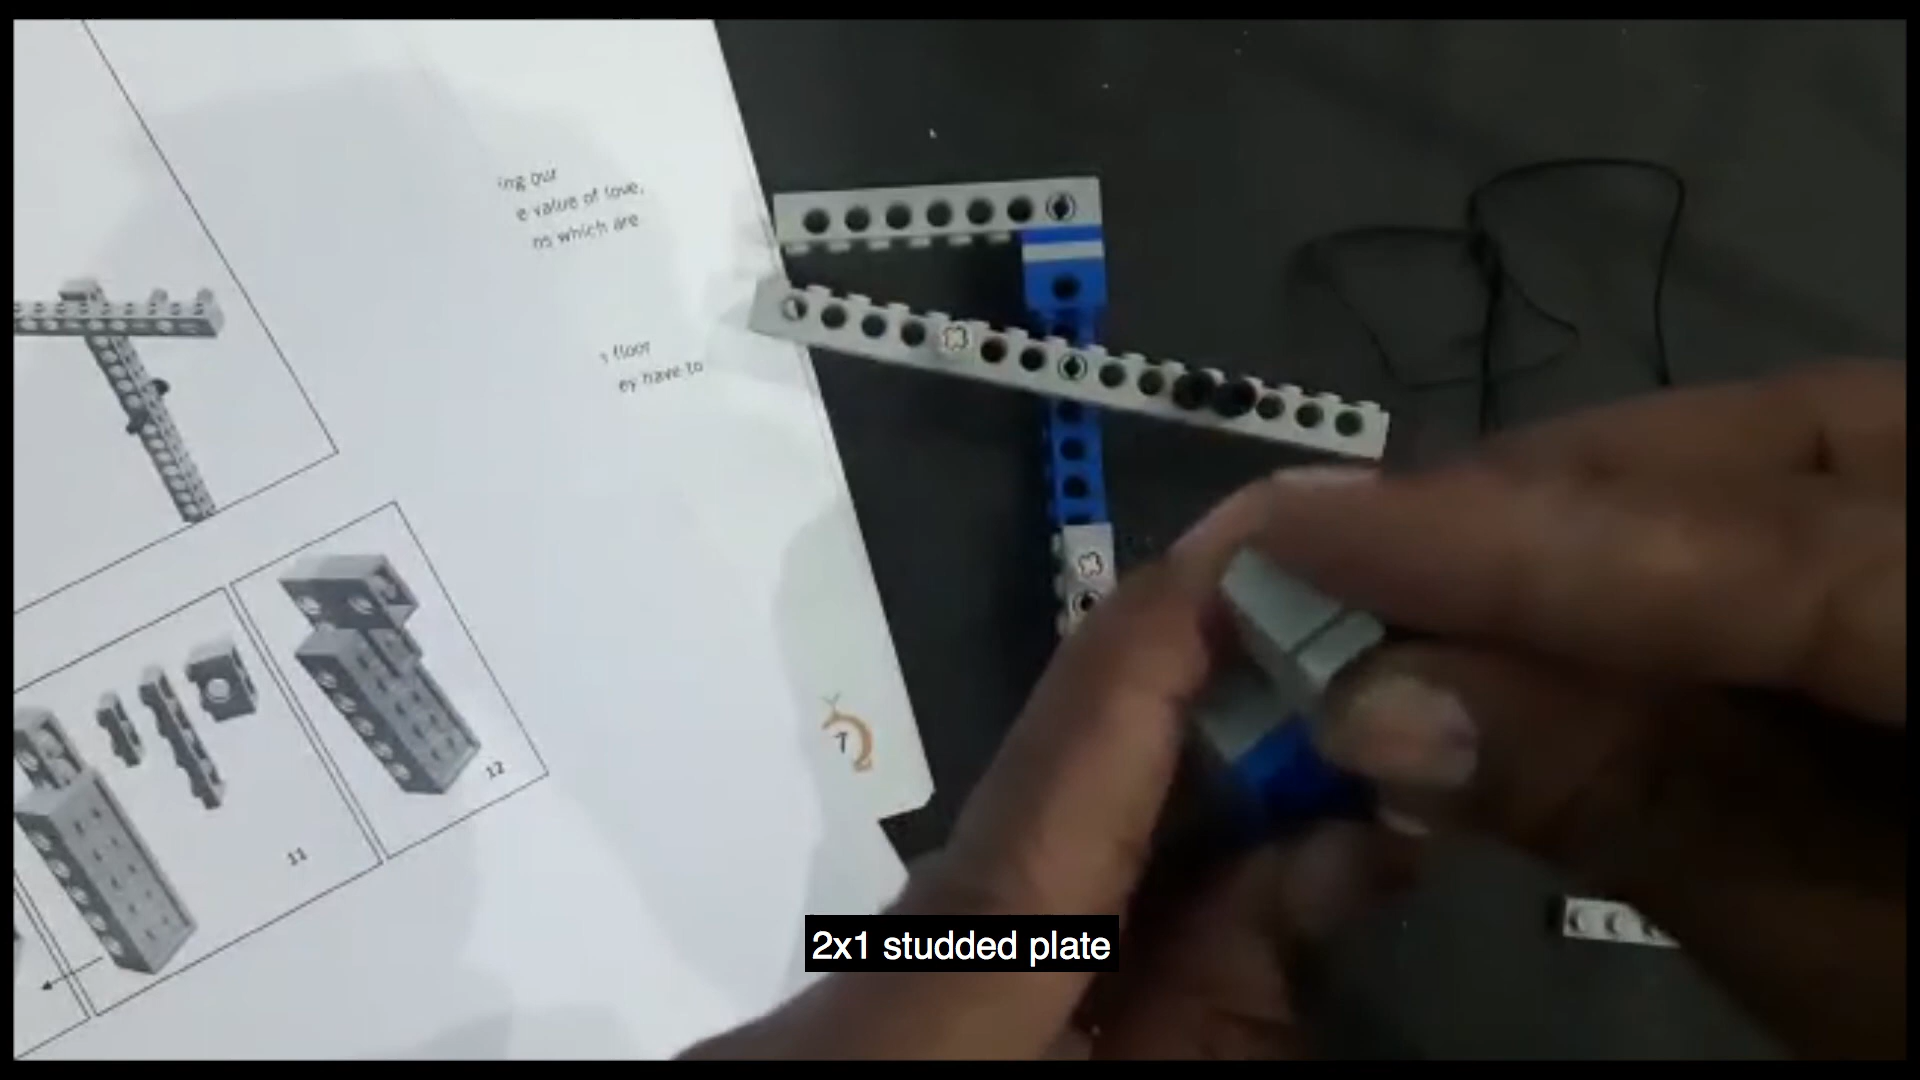 ing our
e value of love,
ns which are
s floor
ey have to
12
11
7
2x1 studded plate